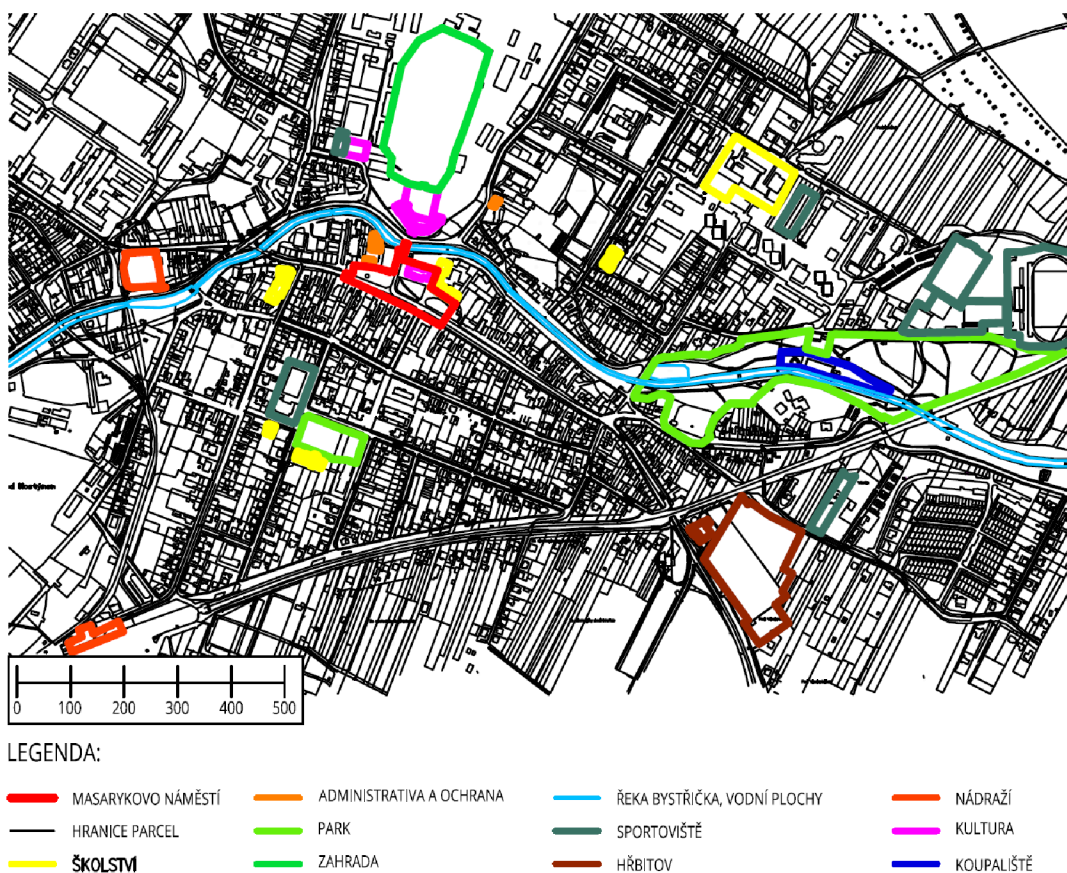 0 100 200 300 400 500
LEGENDA:
MASARYKOVO NÁMĚSTÍ
ADMINISTRATIVA A OCHRANA
ŘEKA BYSTŘIČKA, VODNÍ PLOCHY
NÁDRAŽÍ
HRANICE PARCEL
PARK
SPORTOVIŠTĚ
KULTURA
ŠKOLSTVÍ
ZAHRADA
HŘBITOV
KOUPALIŠTĚ